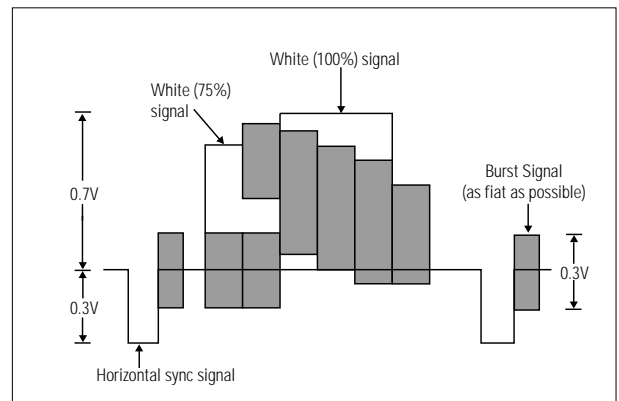 White (100%) signal
White (75%)
signal
Burst Signal
(as fiat as possible)
0.7V
0.3V
0.3V
Horizontal sync signal